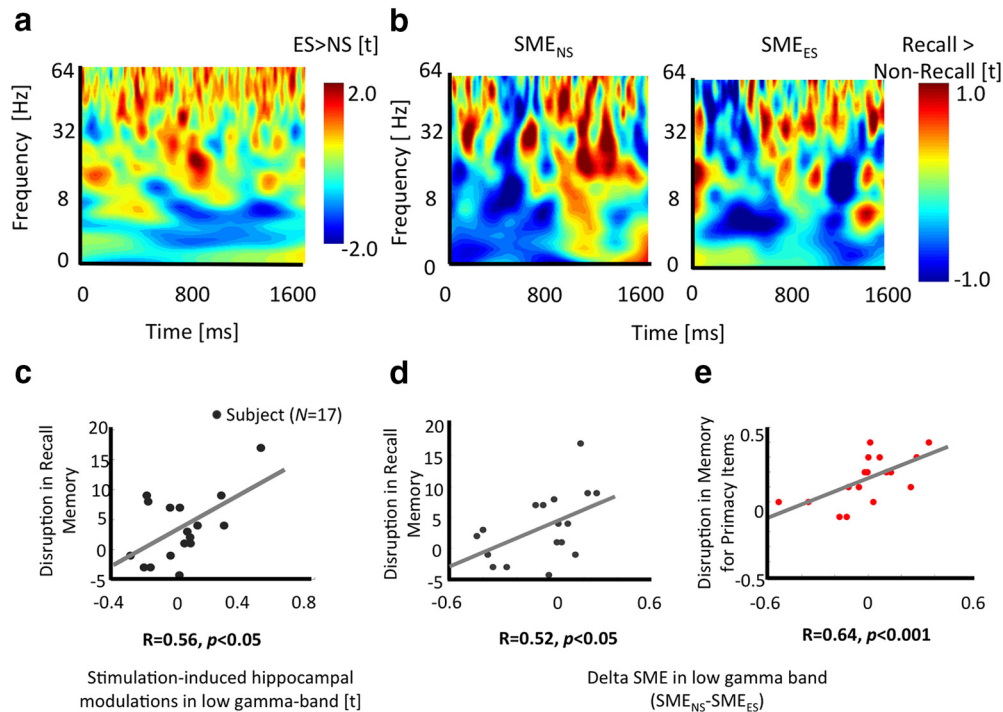 a
ES>NS [t]
64
32
8
0
Frequency [Hz]
0 800 1600
Time [ms]
2.0
-2.0
b
SME_NS
SME_ES
Recall >
Non-Recall [t]
64
32
8
0
Frequency [ Hz]
0 800 1600
64
32
8
0
0 800 1600
Time [ms]
1.0
-1.0
c
● Subject (N=17)
Disruption in Recall
Memory
20
15
10
5
0
-5
-0.4 0 0.4 0.8
R=0.56, p<0.05
Stimulation-induced hippocampal
modulations in low gamma-band [t]
d
Disruption in Recall
Memory
20
15
10
5
0
-5
-0.6 0 0.6
R=0.52, p<0.05
e
Disruption in Memory
for Primacy Items
0.5
0
-0.5
-0.6 0 0.6
R=0.64, p<0.001
Delta SME in low gamma band
(SME_NS-SME_ES)